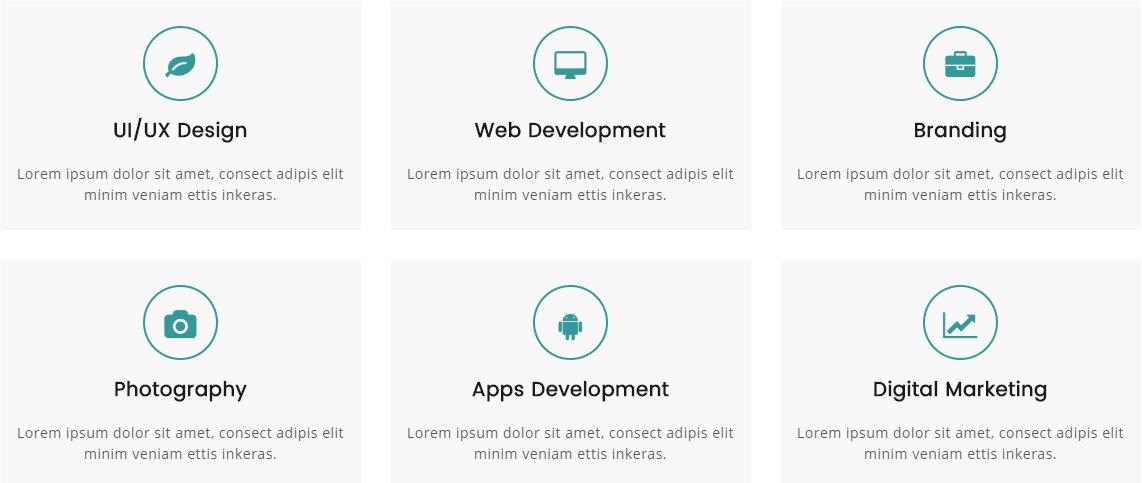 UI/UX Design
Lorem ipsum dolor sit amet, consect adipis elit
minim veniam ettis inkeras.
Web Development
Lorem ipsum dolor sit amet, consect adipis elit
minim veniam ettis inkeras.
Branding
Lorem ipsum dolor sit amet, consect adipis elit
minim veniam ettis inkeras.
Photography
Lorem ipsum dolor sit amet, consect adipis elit
minim veniam ettis inkeras.
Apps Development
Lorem ipsum dolor sit amet, consect adipis elit
minim veniam ettis inkeras.
Digital Marketing
Lorem ipsum dolor sit amet, consect adipis elit
minim veniam ettis inkeras.